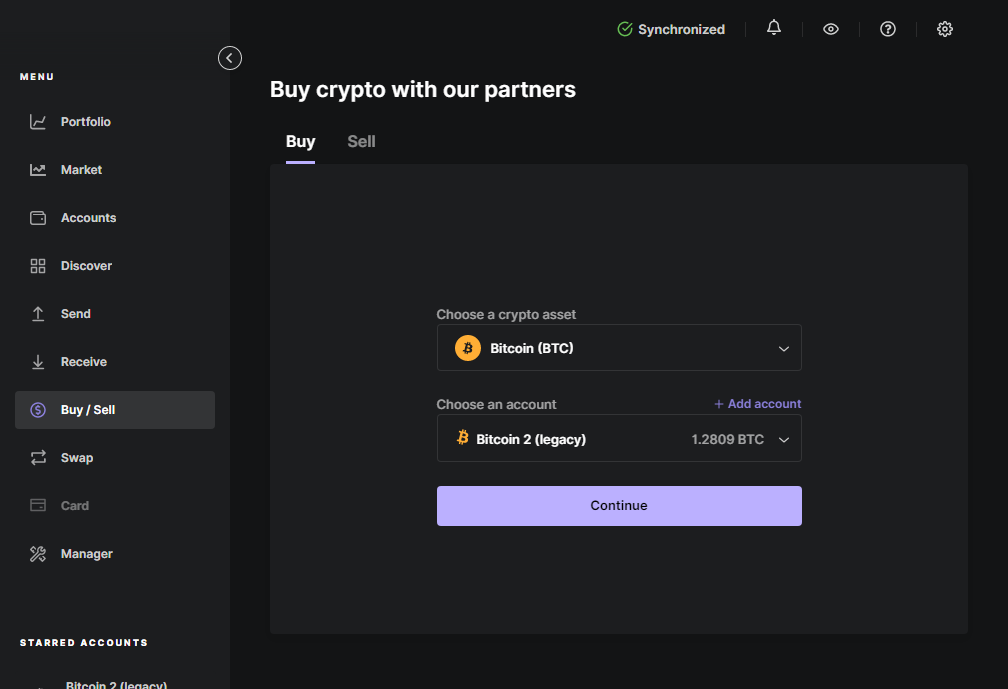 Synchronized
MENU
Buy crypto with our partners
Portfolio
Buy Sell
Market
Accounts
Discover
Send
Choose a crypto asset
Bitcoin (BTC)
Receive
Buy / Sell
Choose an account + Add account
Bitcoin 2 (legacy) 1.2809 BTC
Swap
Card
Continue
Manager
STARRED ACCOUNTS
Bitcoin 2 (legacy)